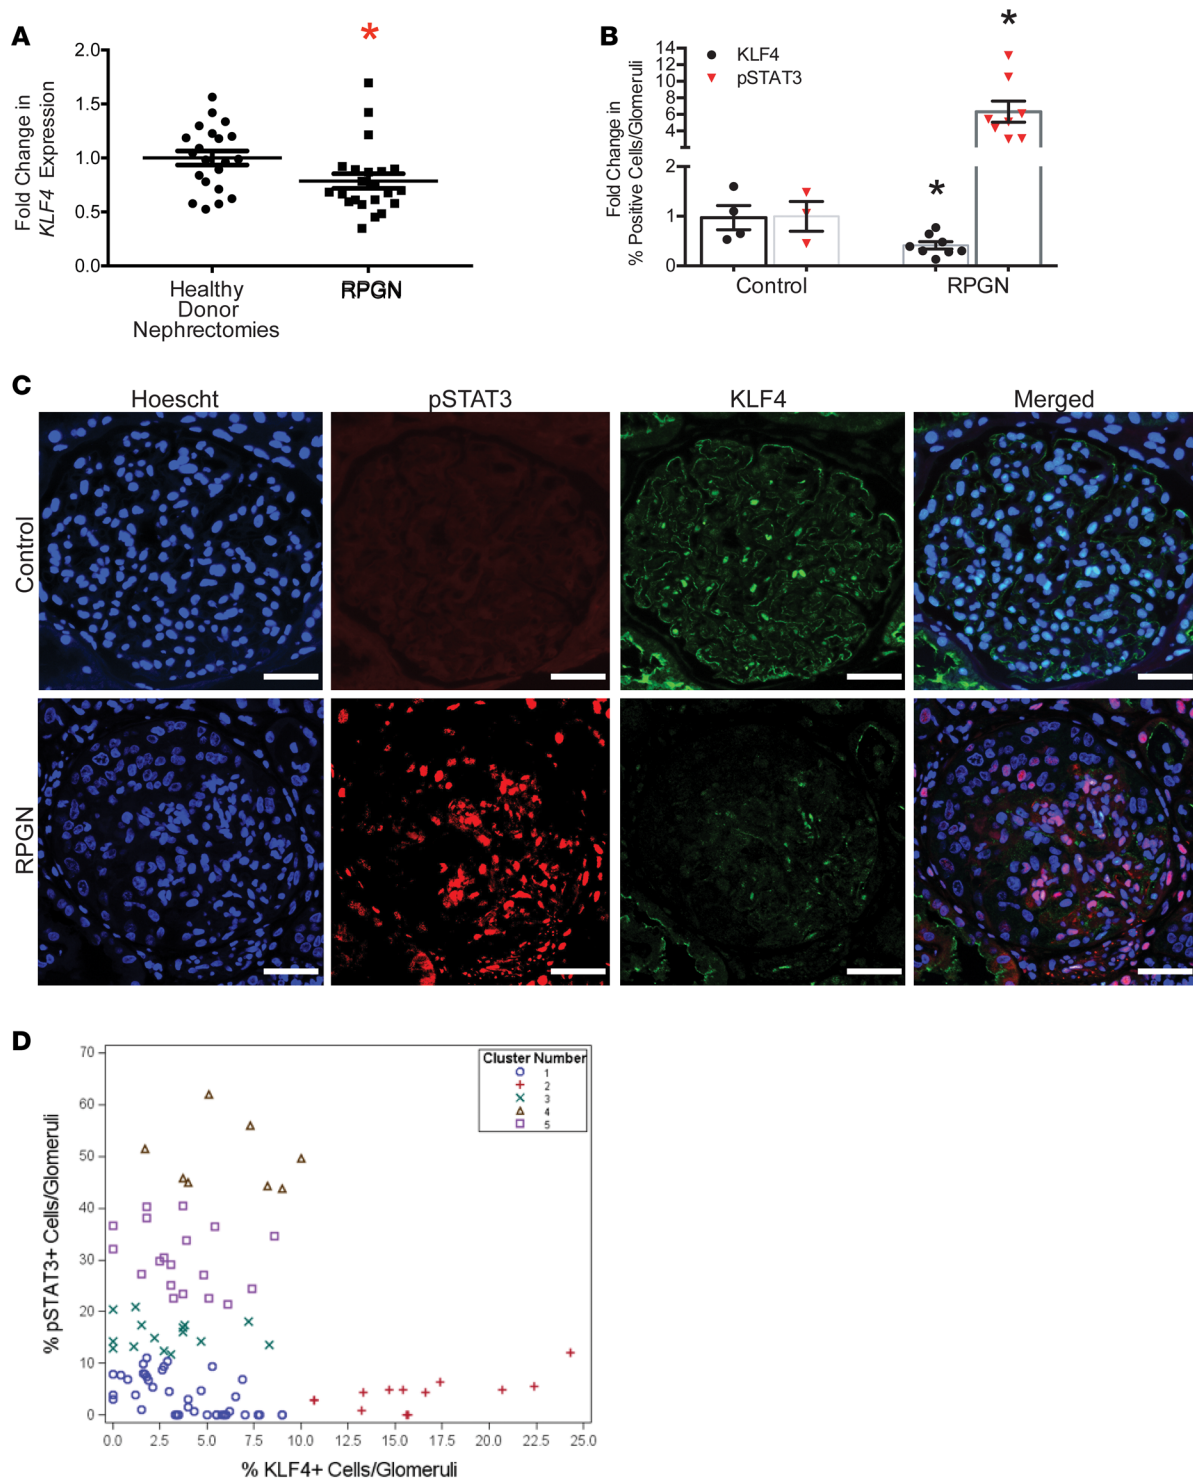 A
Fold Change in
KLF4 Expression
2.0
1.5
1.0
0.5
0.0
*
Healthy
Donor
Nephrectomies
RPGN
B
Fold Change in
% Positive Cells/Glomeruli
14
12
10
8
6
4
2
1
0
KLF4
pSTAT3
*
*
Control
RPGN
C
Hoescht
pSTAT3
KLF4
Merged
Control
RPGN
D
% pSTAT3+ Cells/Glomeruli
70
60
50
40
30
20
10
0
Cluster Number
1
2
3
4
5
0.0 2.5 5.0 7.5 10.0 12.5 15.0 17.5 20.0 22.5 25.0
% KLF4+ Cells/Glomeruli